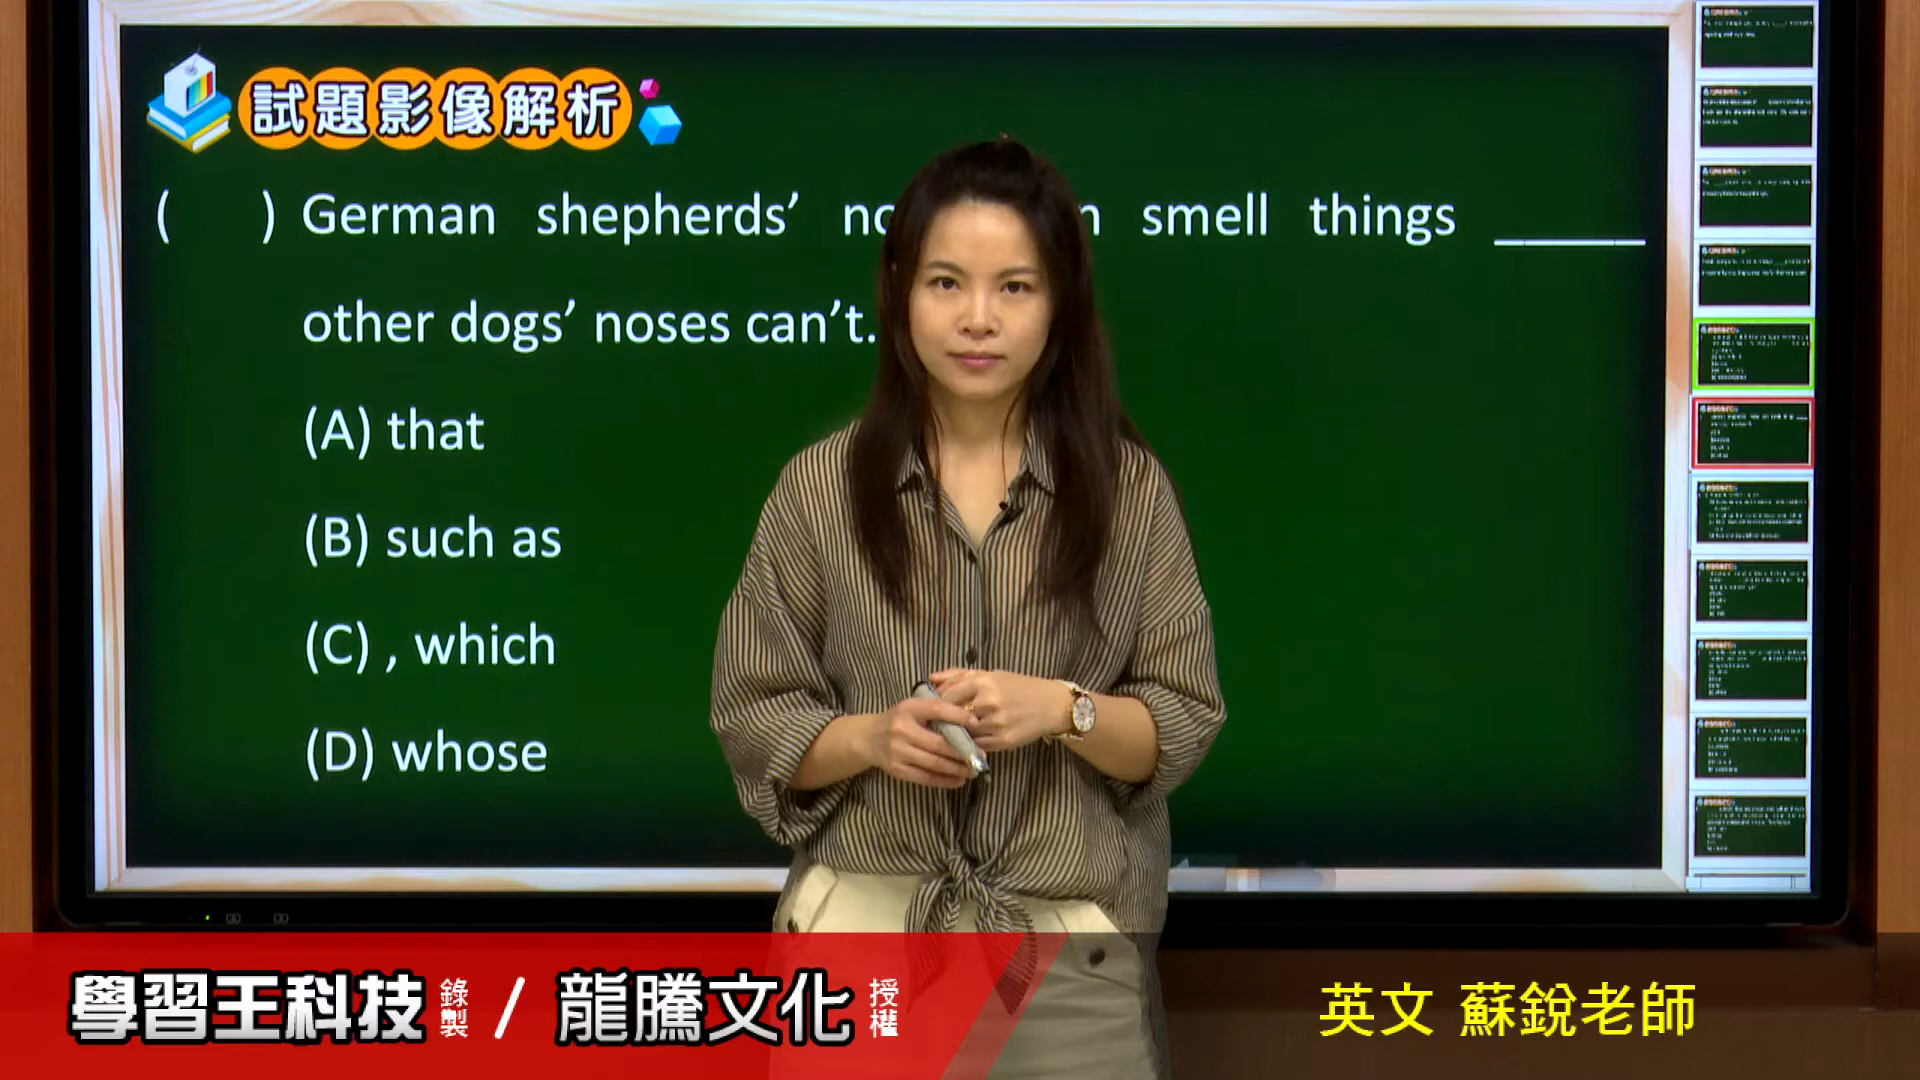 試題影像解析
( ) German shepherds’ smell things ______
other dogs’ noses can’t.
(A) that
(B) such as
(C) , which
(D) whose
學習王科技 錄製 / 龍騰文化 授權
英文 蘇銳老師